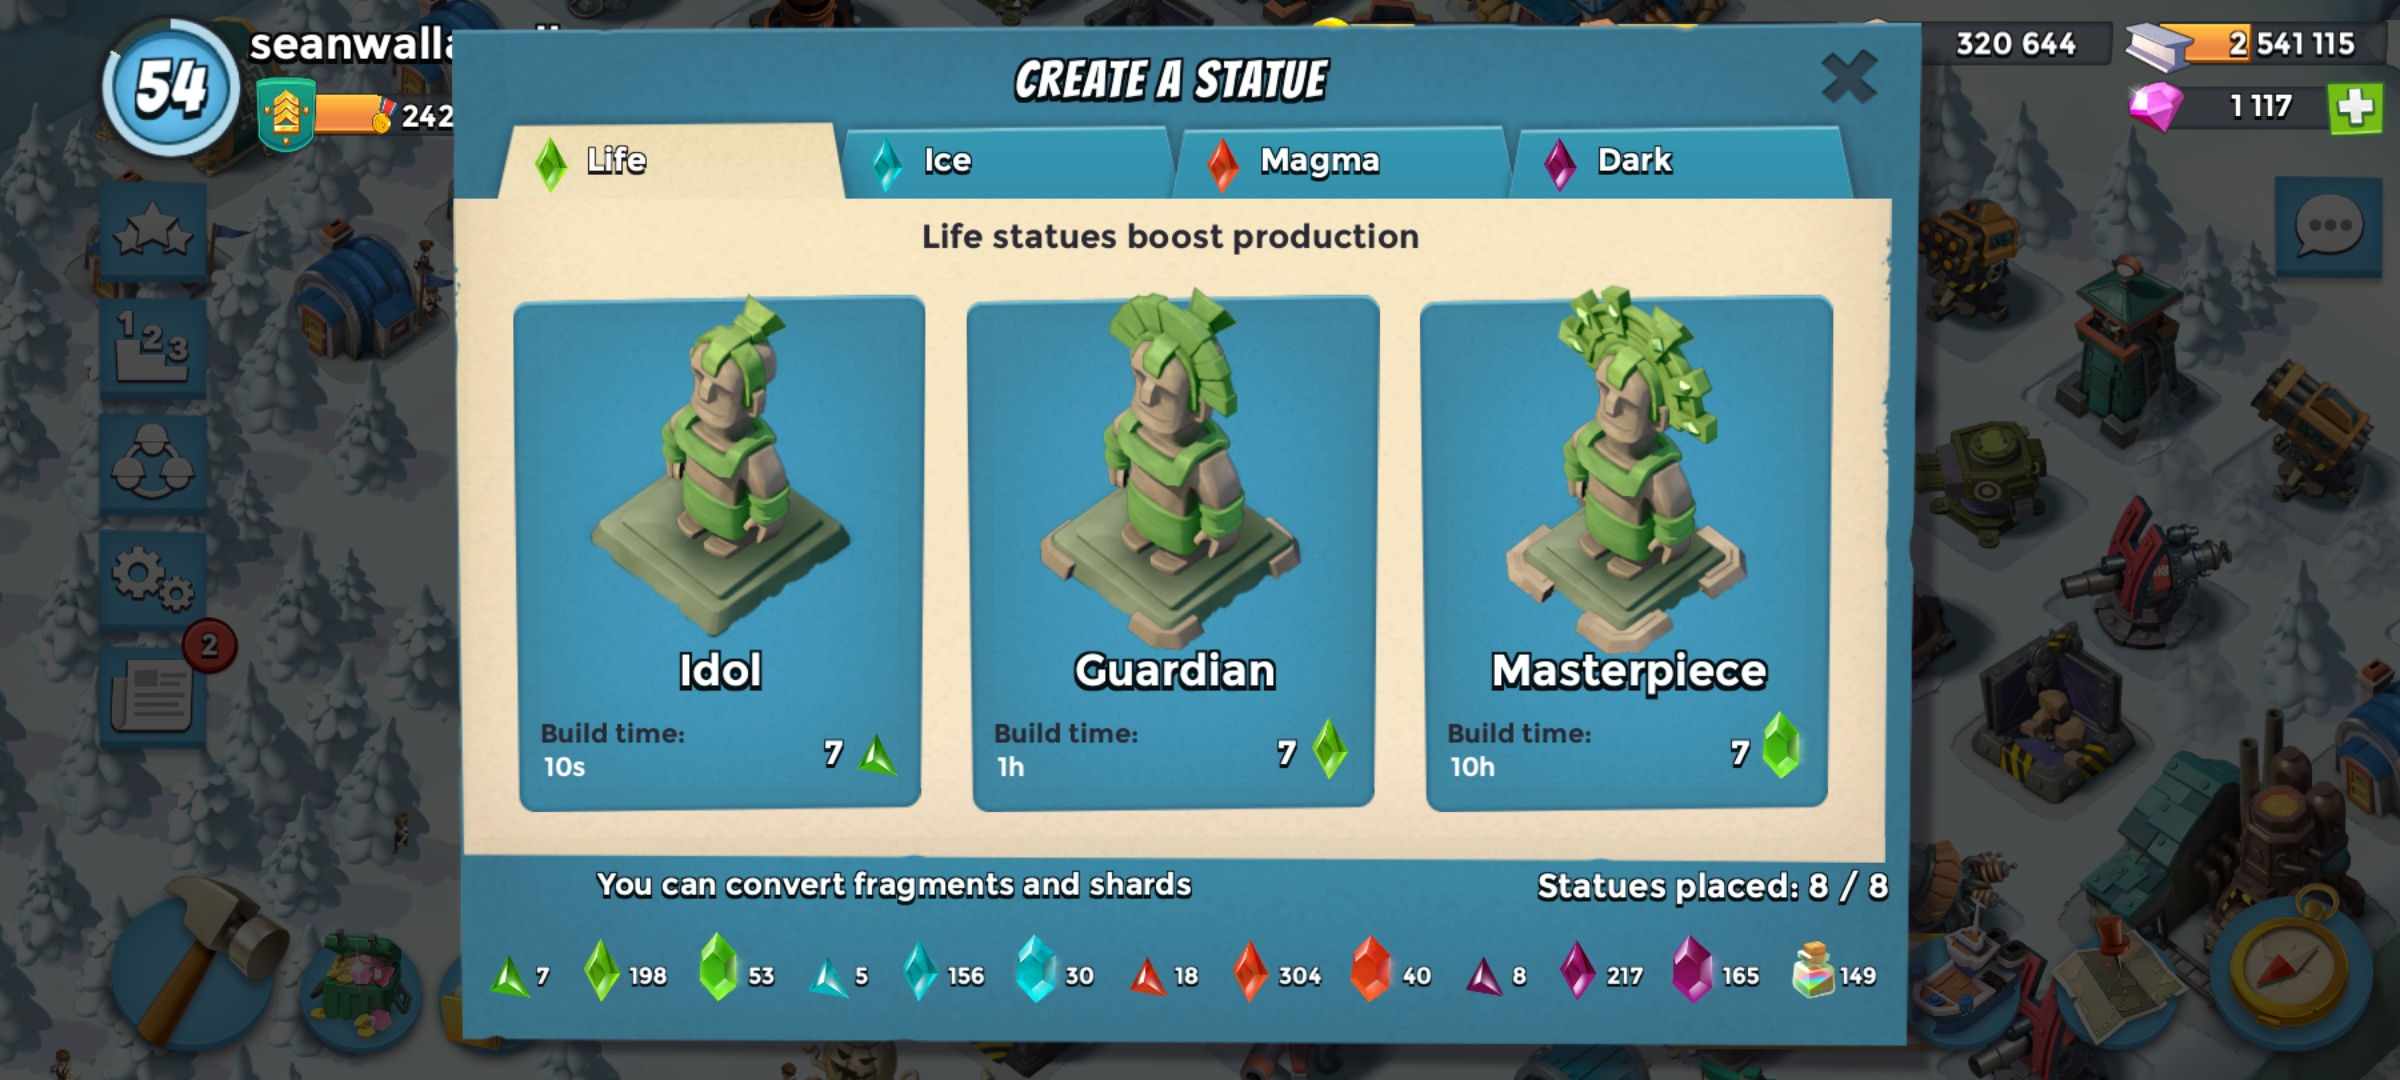 54
242
CREATE A STATUE
320 644
2 541 115
1 117
Life
Ice
Magma
Dark
Life statues boost production
1 2 3
2
Idol
Build time:
10s
7
Guardian
Build time:
1h
7
Masterpiece
Build time:
10h
7
You can convert fragments and shards
Statues placed: 8 / 8
7 198 53 5 156 30 18 304 40 8 217 165 149